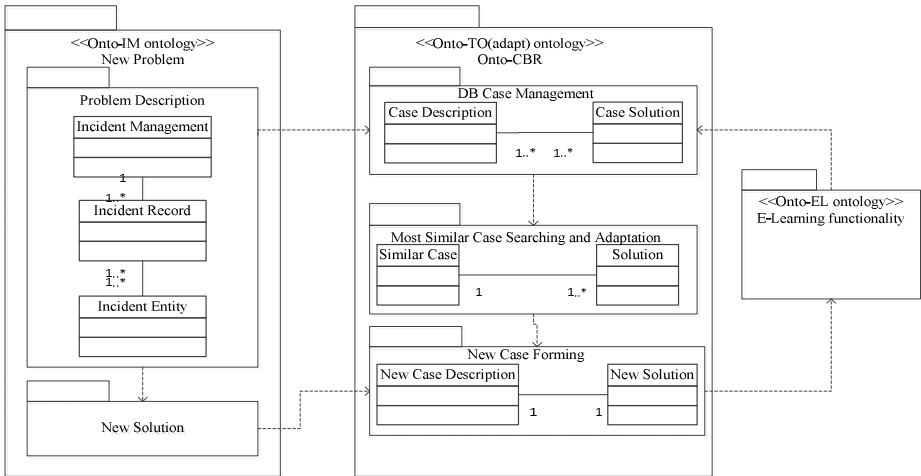 <<Onto-IM ontology>>
New Problem
Problem Description
Incident Management
1
1..*
Incident Record
1..*
1..*
Incident Entity
New Solution
<<Onto-TO(adapt) ontology>>
Onto-CBR
DB Case Management
Case Description
Case Solution
1..*
1..*
Most Similar Case Searching and Adaptation
Similar Case
Solution
1
1..*
New Case Forming
New Case Description
New Solution
1
1
<<Onto-EL ontology>>
E-Learning functionality